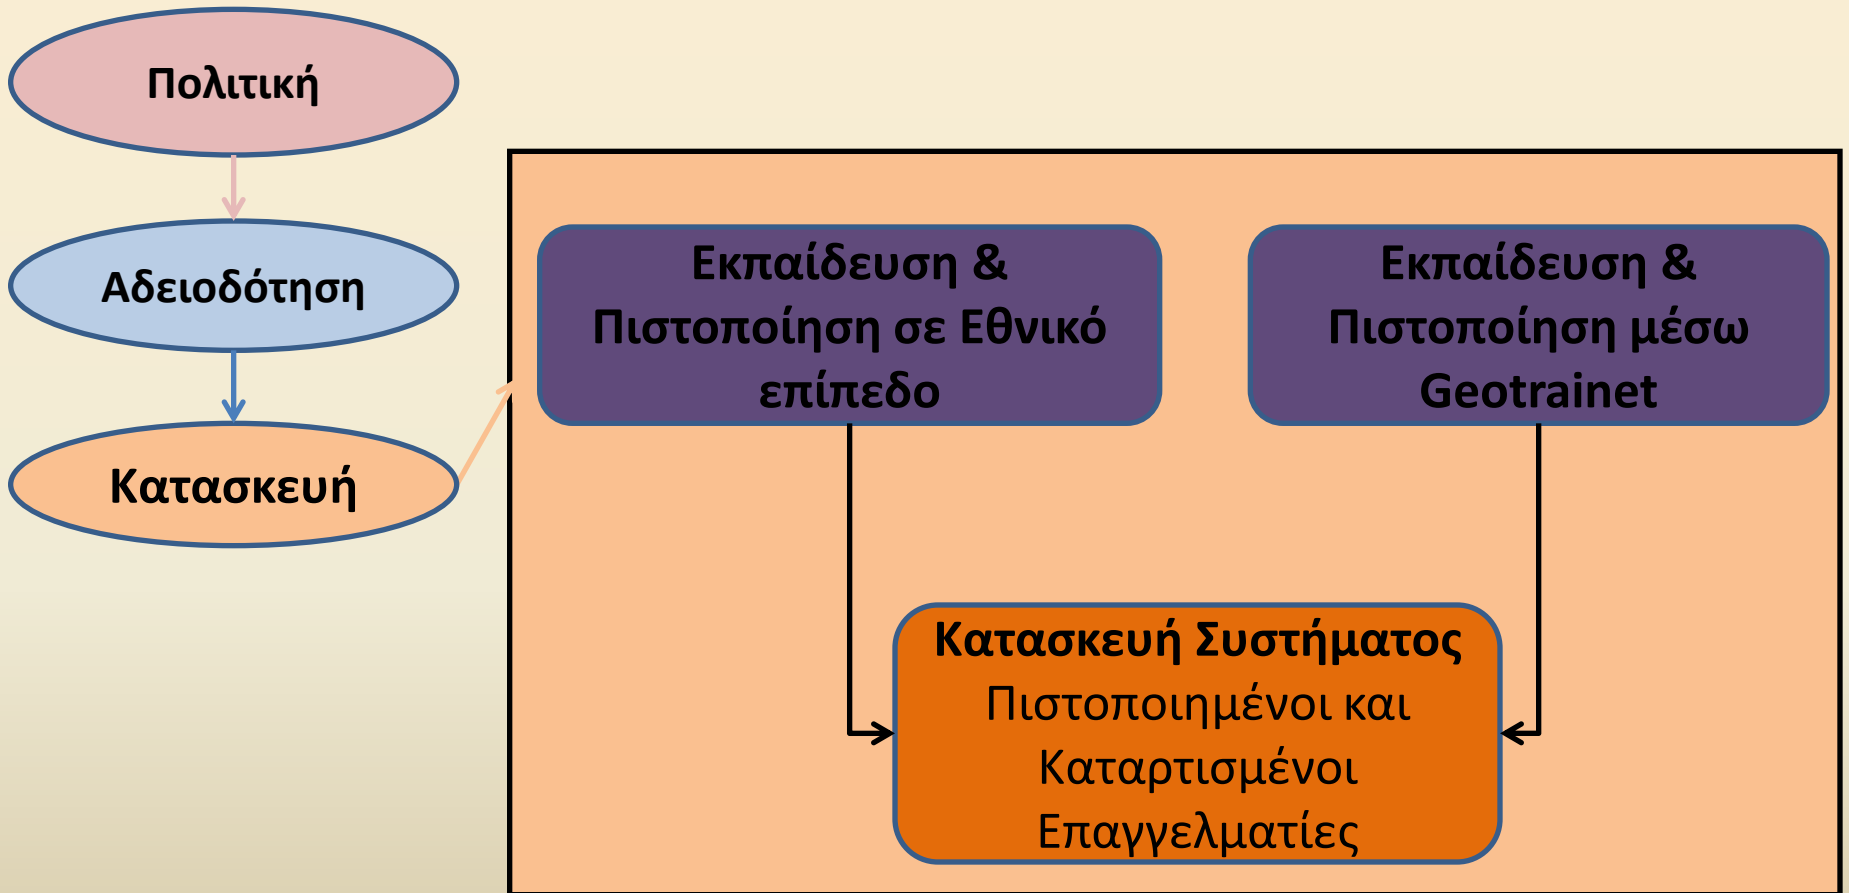 Πολιτική
Αδειοδότηση
Κατασκευή
Εκπαίδευση &
Πιστοποίηση σε Εθνικό
επίπεδο
Εκπαίδευση &
Πιστοποίηση μέσω
Geotrainet
Κατασκευή Συστήματος
Πιστοποιημένοι και
Καταρτισμένοι
Επαγγελματίες